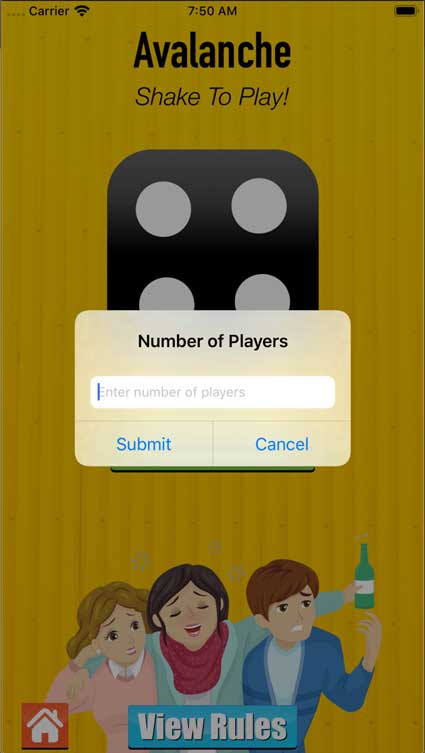 Carrier 7:50 AM
Avalanche
Shake To Play!
Number of Players
Enter number of players
Submit Cancel
View Rules